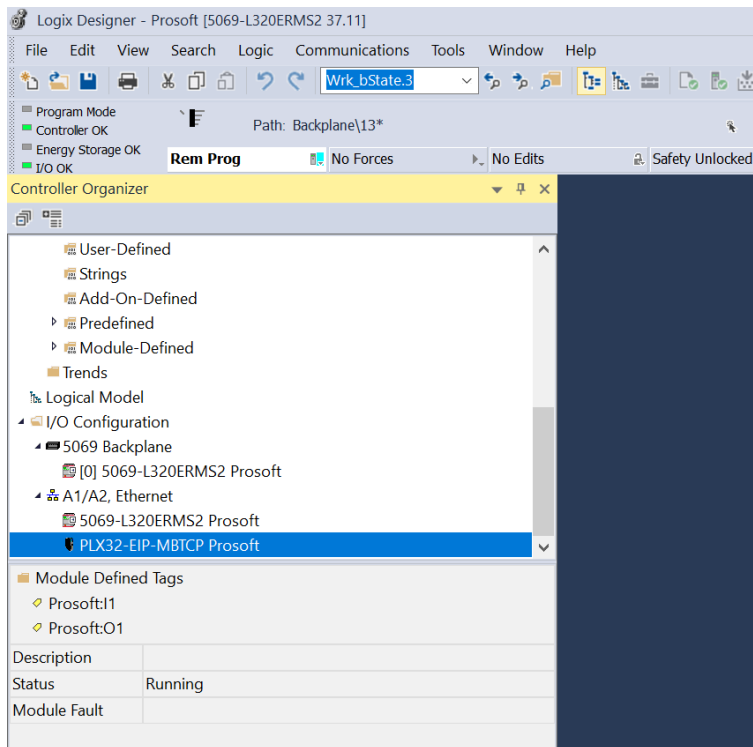 Logix Designer - Prosoft [5069-L320ERMS2 37.11]
File Edit View Search Logic Communications Tools Window Help
Wrk_bState.3
Program Mode
Controller OK
Energy Storage OK
I/O OK
Path: Backplane\13*
Rem Prog No Forces No Edits Safety Unlocked
Controller Organizer
User-Defined
Strings
Add-On-Defined
Predefined
Module-Defined
Trends
Logical Model
I/O Configuration
5069 Backplane
[0] 5069-L320ERMS2 Prosoft
A1/A2, Ethernet
5069-L320ERMS2 Prosoft
PLX32-EIP-MBTCP Prosoft
Module Defined Tags
Prosoft:I1
Prosoft:O1
Description
Status Running
Module Fault